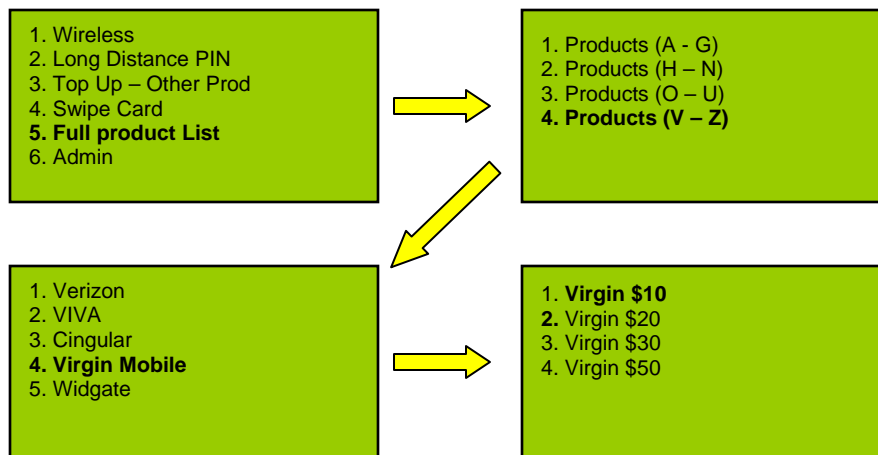 1. Wireless
2. Long Distance PIN
3. Top Up – Other Prod
4. Swipe Card
5. Full product List
6. Admin
1. Products (A - G)
2. Products (H – N)
3. Products (O – U)
4. Products (V – Z)
1. Verizon
2. VIVA
3. Cingular
4. Virgin Mobile
5. Widgate
1. Virgin $10
2. Virgin $20
3. Virgin $30
4. Virgin $50